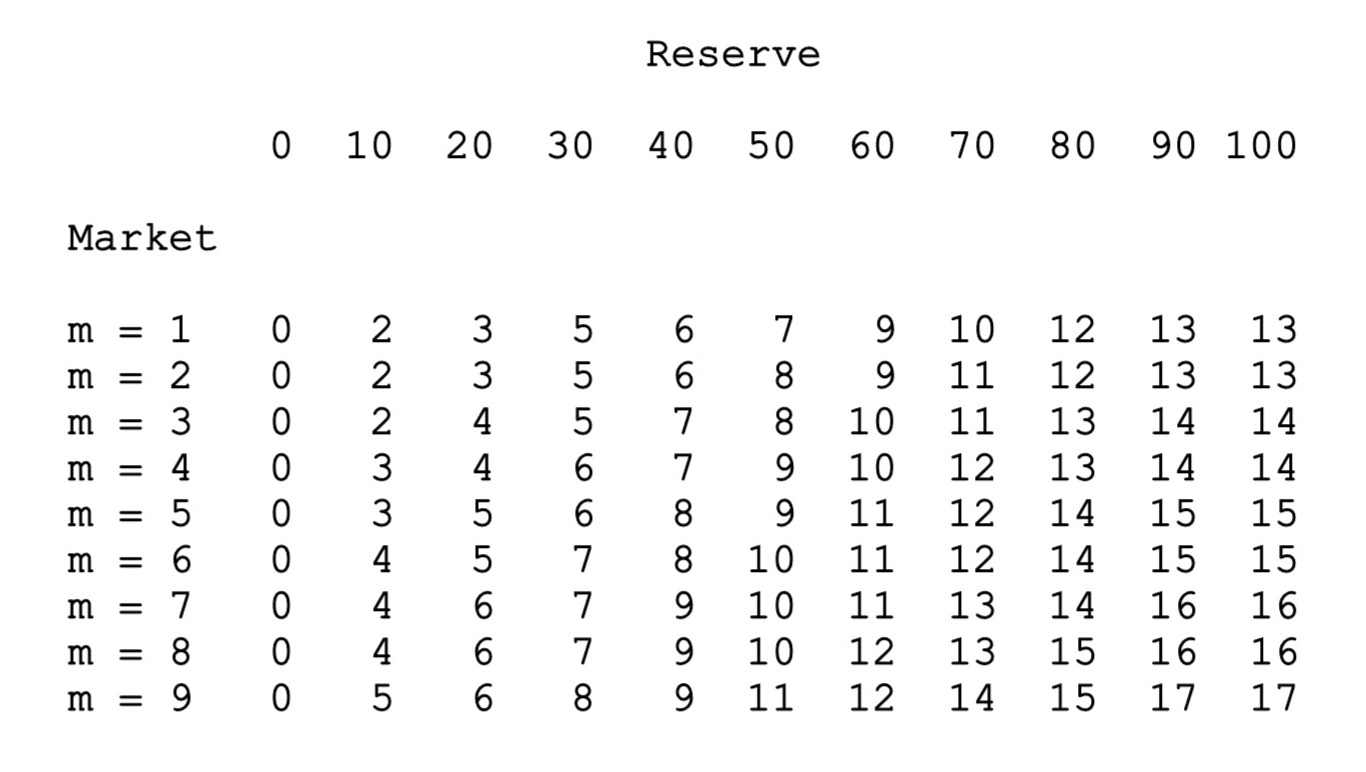 Reserve
0 10 20 30 40 50 60 70 80 90 100
Market
m = 1 0 2 3 5 6 7 9 10 12 13 13
m = 2 0 2 3 5 6 8 9 11 12 13 13
m = 3 0 2 4 5 7 8 10 11 13 14 14
m = 4 0 3 4 6 7 9 10 12 13 14 14
m = 5 0 3 5 6 8 9 11 12 14 15 15
m = 6 0 4 5 7 8 10 11 12 14 15 15
m = 7 0 4 6 7 9 10 11 13 14 16 16
m = 8 0 4 6 7 9 10 12 13 15 16 16
m = 9 0 5 6 8 9 11 12 14 15 17 17